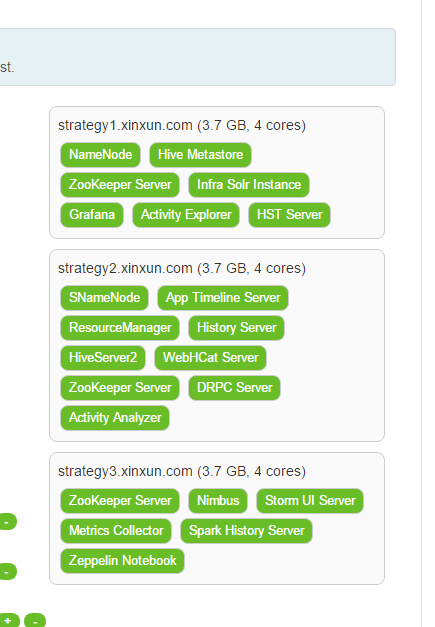 st.
strategy1.xinxun.com (3.7 GB, 4 cores)
NameNode Hive Metastore
ZooKeeper Server Infra Solr Instance
Grafana Activity Explorer HST Server
strategy2.xinxun.com (3.7 GB, 4 cores)
SNameNode App Timeline Server
ResourceManager History Server
HiveServer2 WebHCat Server
ZooKeeper Server DRPC Server
Activity Analyzer
strategy3.xinxun.com (3.7 GB, 4 cores)
ZooKeeper Server Nimbus Storm UI Server
- Metrics Collector Spark History Server
Zeppelin Notebook
-
+ -